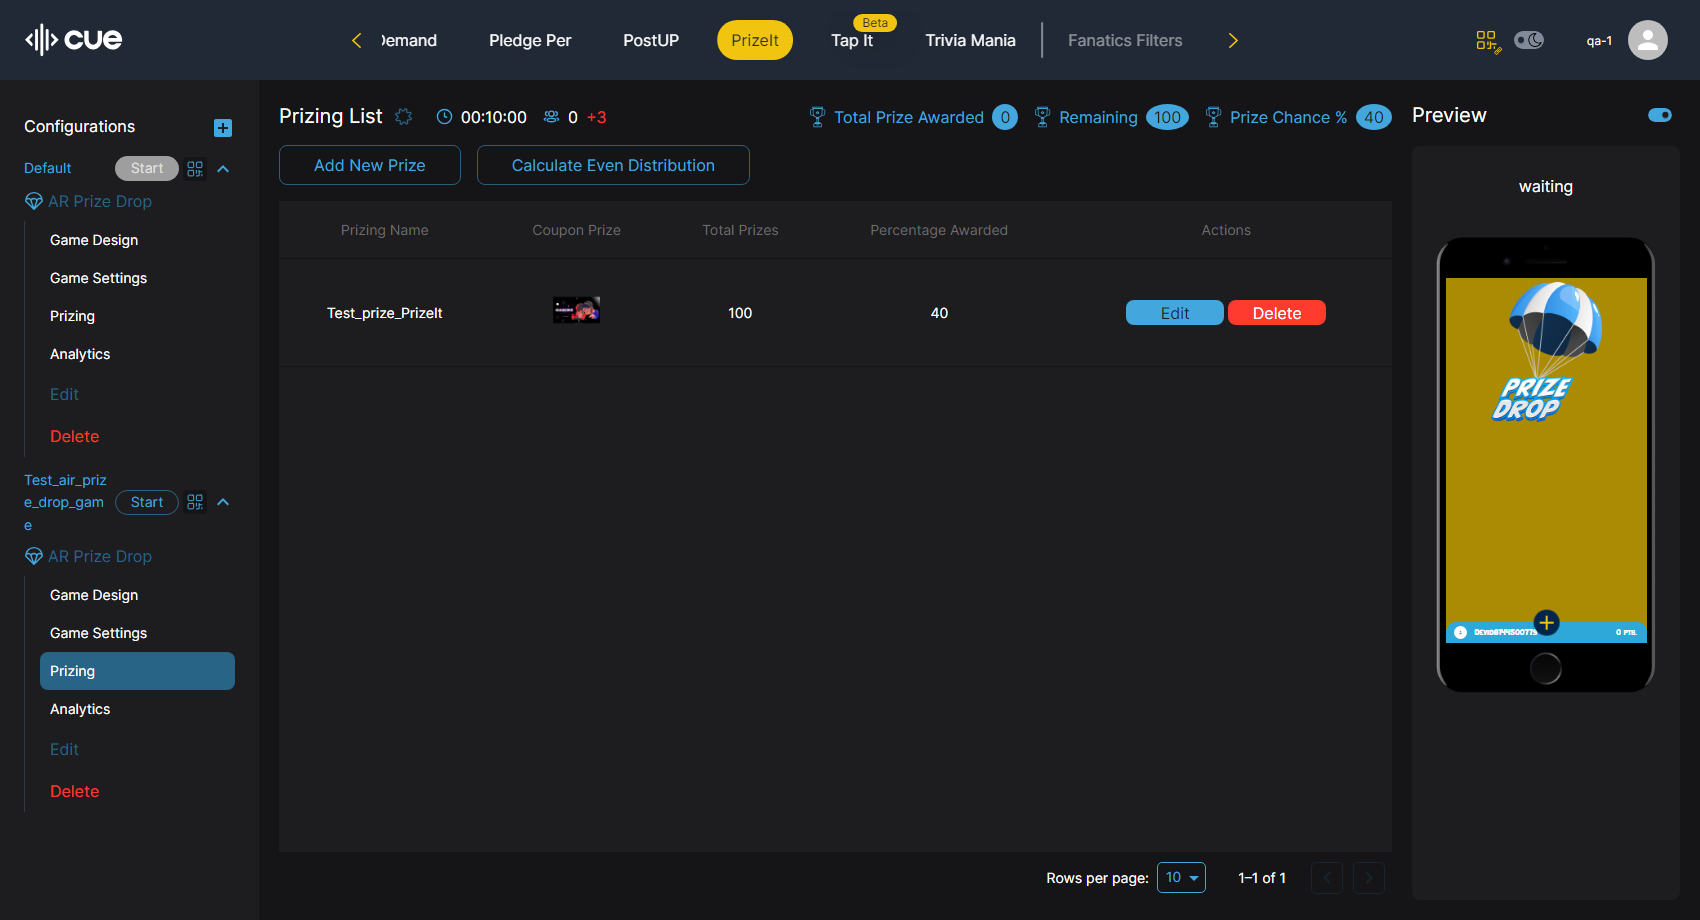 cue
Demand
Pledge Per
PostUP
PrizeIt
Beta
Tap It
Trivia Mania
Fanatics Filters
qa-1
Configurations
Default
Start
AR Prize Drop
Game Design
Game Settings
Prizing
Analytics
Edit
Delete
Test_air_priz
e_drop_gam
e
Start
AR Prize Drop
Game Design
Game Settings
Prizing
Analytics
Edit
Delete
Prizing List
00:10:00
0 +3
Total Prize Awarded 0
Remaining 100
Prize Chance % 40
Add New Prize
Calculate Even Distribution
Prizing Name
Coupon Prize
Total Prizes
Percentage Awarded
Actions
Test_prize_PrizeIt
100
40
Edit
Delete
Rows per page: 10
1–1 of 1
Preview
waiting
PRIZE
DROP
0 PTS.